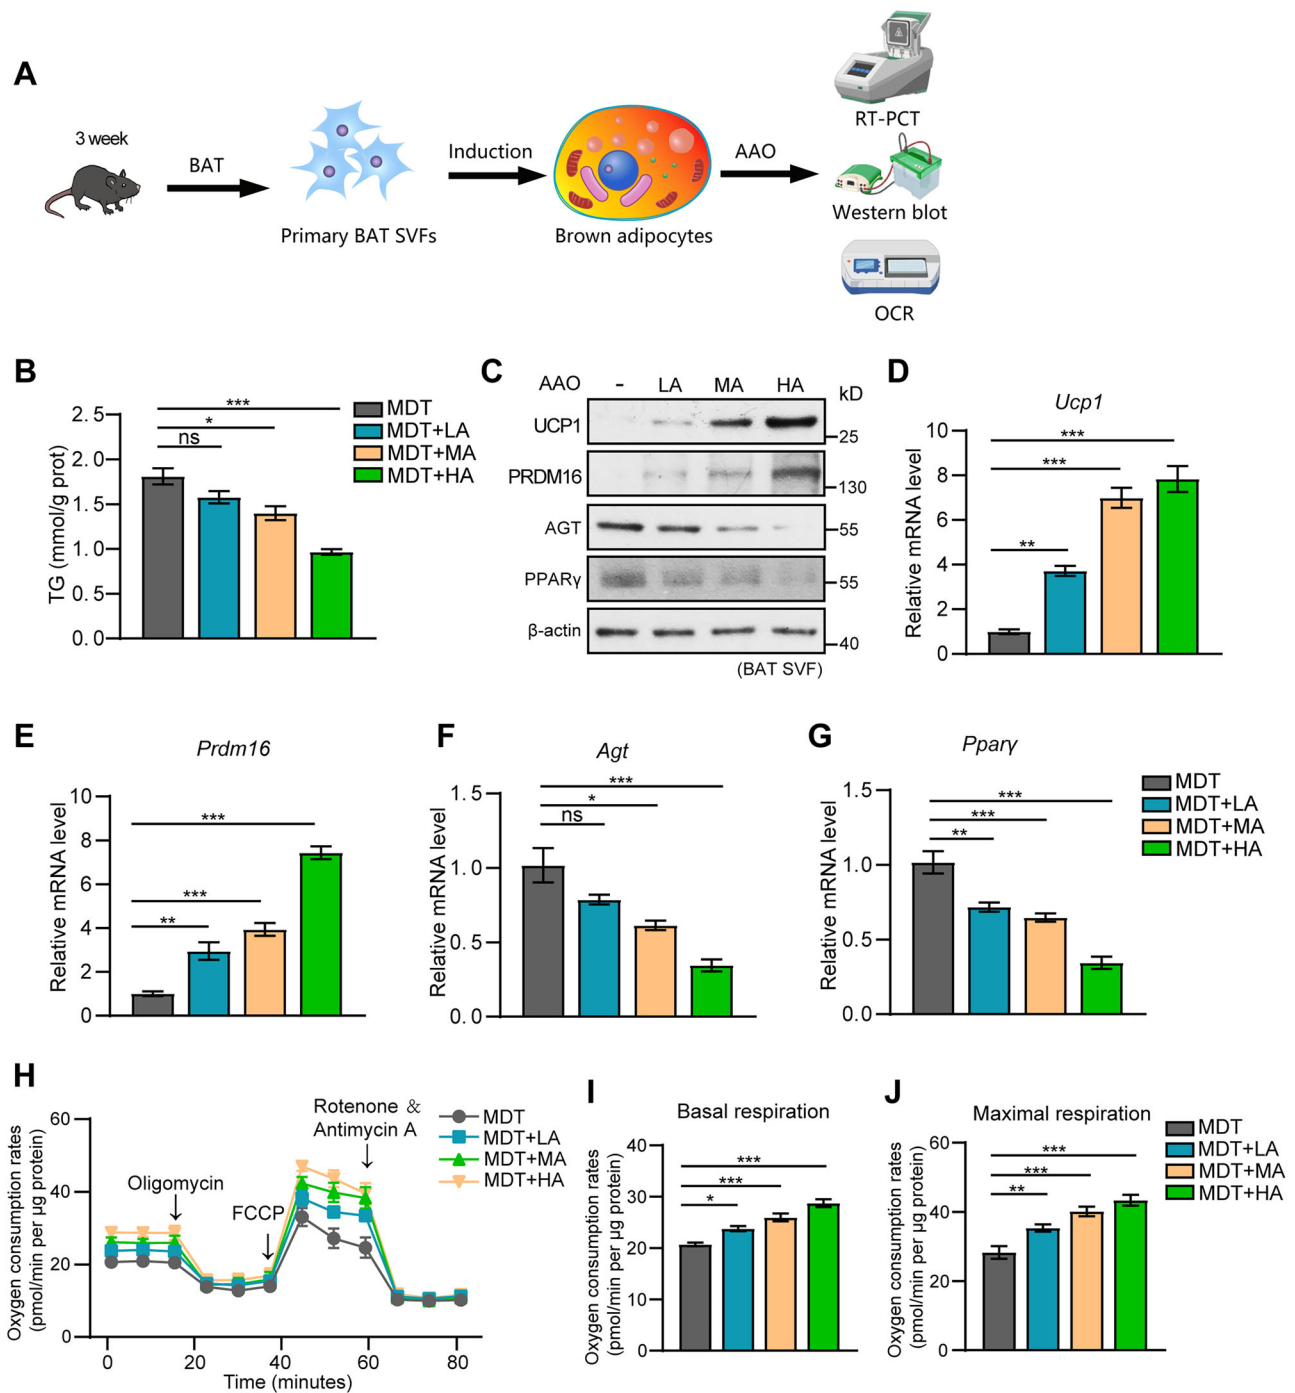 A
3 week
BAT
Primary BAT SVFs
Induction
Brown adipocytes
AAO
RT-PCT
Western blot
OCR
B
TG (mmol/g prot)
2.5
2.0
1.5
1.0
0.5
0.0
***
*
ns
MDT
MDT+LA
MDT+MA
MDT+HA
C
AAO - LA MA HA kD
UCP1 25
PRDM16 130
AGT 55
PPARγ 55
β-actin 40
(BAT SVF)
D
Ucp1
Relative mRNA level
10
8
6
4
2
0
***
***
**
E
Prdm16
Relative mRNA level
10
8
6
4
2
0
***
***
**
F
Agt
Relative mRNA level
1.5
1.0
0.5
0.0
***
*
ns
G
Pparγ
Relative mRNA level
1.5
1.0
0.5
0.0
***
***
**
MDT
MDT+LA
MDT+MA
MDT+HA
H
Oxygen consumption rates
(pmol/min per μg protein)
60
40
20
0
Oligomycin
FCCP
Rotenone &
Antimycin A
MDT
MDT+LA
MDT+MA
MDT+HA
0 20 40 60 80
Time (minutes)
I
Basal respiration
Oxygen consumption rates
(pmol/min per μg protein)
40
30
20
10
0
***
***
*
J
Maximal respiration
Oxygen consumption rates
(pmol/min per μg protein)
60
40
20
0
***
***
**
MDT
MDT+LA
MDT+MA
MDT+HA